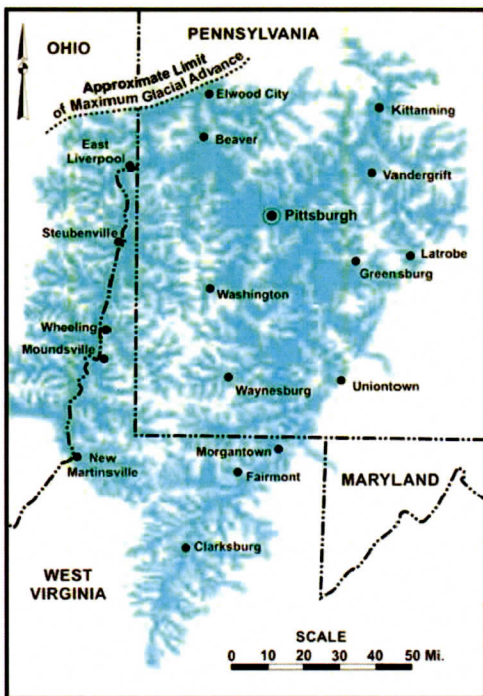 OHIO
PENNSYLVANIA
Approximate Limit
of Maximum Glacial Advance
Elwood City
Kittanning
Beaver
East
Liverpool
Vandergrift
Pittsburgh
Steubenville
Latrobe
Greensburg
Washington
Wheeling
Moundsville
Waynesburg
Uniontown
Morgantown
New
Martinsville
Fairmont
MARYLAND
Clarksburg
WEST
VIRGINIA
SCALE
0 10 20 30 40 50 Mi.